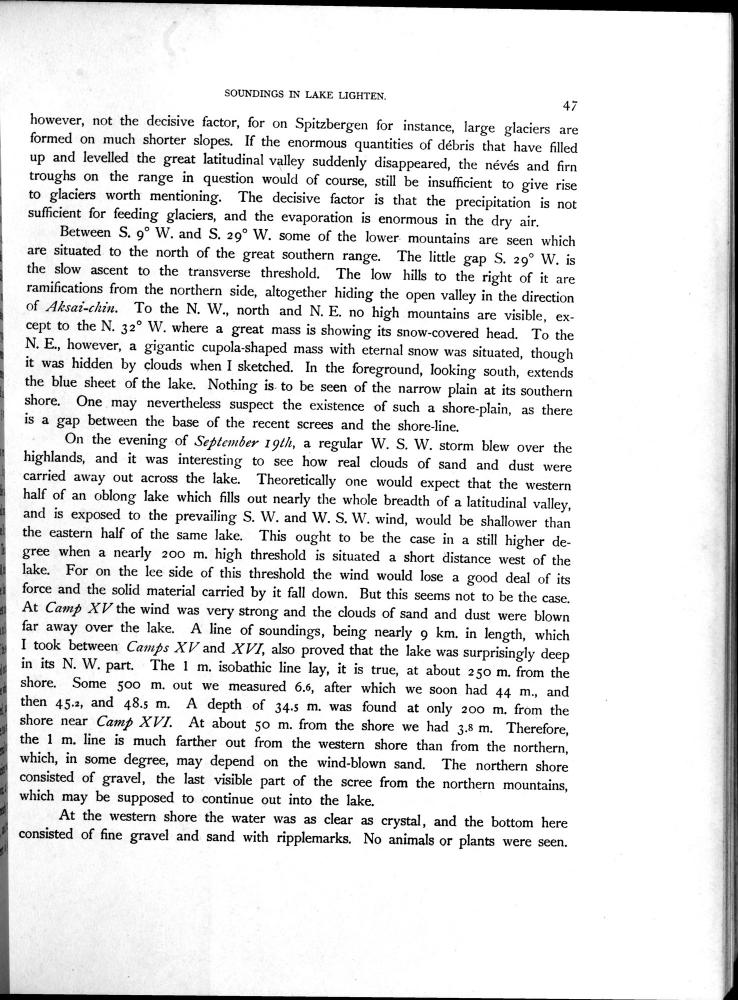 SOUNDINGS IN LAKE LIGHTEN.
47
however, not the decisive factor, for on Spitzbergen for instance, large glaciers are
formed on much shorter slopes. If the enormous quantities of débris that have filled
up and levelled the great latitudinal valley suddenly disappeared, the névés and firn
troughs on the range in question would of course, still be insufficient to give rise
to glaciers worth mentioning. The decisive factor is that the precipitation is not
sufficient for feeding glaciers, and the evaporation is enormous in the dry air.
Between S. 9° W. and S. 29° W. some of the lower mountains are seen which
are situated to the north of the great southern range. The little gap S. 29° W. is
the slow ascent to the transverse threshold. The low hills to the right of it are
ramifications from the northern side, altogether hiding the open valley in the direction
of Aksai-chin. To the N. W., north and N. E. no high mountains are visible, ex-
cept to the N. 32° W. where a great mass is showing its snow-covered head. To the
N. E., however, a gigantic cupola-shaped mass with eternal snow was situated, though
it was hidden by clouds when I sketched. In the foreground, looking south, extends
the blue sheet of the lake. Nothing is to be seen of the narrow plain at its southern
shore. One may nevertheless suspect the existence of such a shore-plain, as there
is a gap between the base of the recent screes and the shore-line.
On the evening of September 19th, a regular W. S. W. storm blew over the
highlands, and it was interesting to see how real clouds of sand and dust were
carried away out across the lake. Theoretically one would expect that the western
half of an oblong lake which fills out nearly the whole breadth of a latitudinal valley,
and is exposed to the prevailing S. W. and W. S. W. wind, would be shallower than
the eastern half of the same lake. This ought to be the case in a still higher de-
gree when a nearly 200 m. high threshold is situated a short distance west of the
lake. For on the lee side of this threshold the wind would lose a good deal of its
force and the solid material carried by it fall down. But this seems not to be the case.
At Camp XV the wind was very strong and the clouds of sand and dust were blown
far away over the lake. A line of soundings, being nearly 9 km. in length, which
I took between Camps XV and XVI, also proved that the lake was surprisingly deep
in its N. W. part. The 1 m. isobathic line lay, it is true, at about 250 m. from the
shore. Some 500 m. out we measured 6.6, after which we soon had 44 m., and
then 45.2, and 48.5 m. A depth of 34.5 m. was found at only 200 m. from the
shore near Camp XVI. At about 50 m. from the shore we had 3.8 m. Therefore,
the 1 m. line is much farther out from the western shore than from the northern,
which, in some degree, may depend on the wind-blown sand. The northern shore
consisted of gravel, the last visible part of the scree from the northern mountains,
which may be supposed to continue out into the lake.
At the western shore the water was as clear as crystal, and the bottom here
consisted of fine gravel and sand with ripplemarks. No animals or plants were seen.